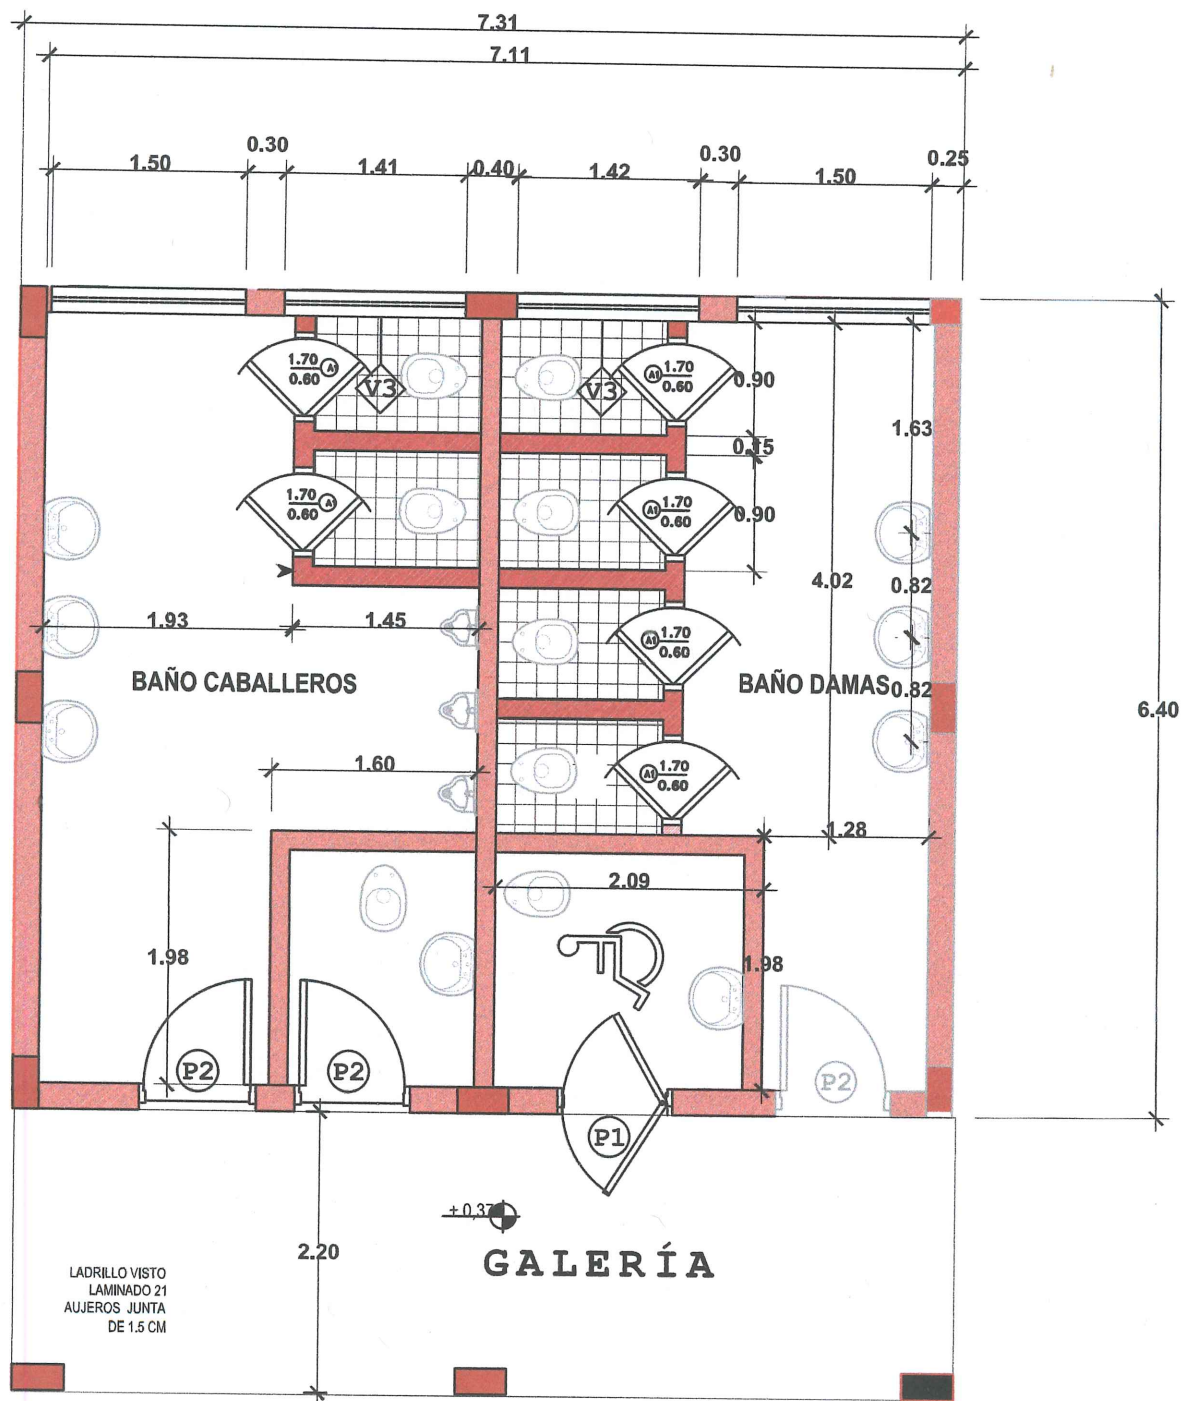 7.31
7.11
0.30 0.30 0.25
1.50 1.41 0.40 1.42 1.50
1.70 A1
0.60
V3
V3
A1 1.70
0.60
0.90
1.63
0.15
1.70 A1
0.60
A1 1.70
0.60
0.90
4.02
0.82
1.93
1.45
A1 1.70
0.60
BAÑO CABALLEROS
BAÑO DAMAS
0.82
6.40
1.60
A1 1.70
0.60
1.28
2.09
1.98
1.98
P2
P2
P2
P1
+ 0,37
2.20
GALERÍA
LADRILLO VISTO
LAMINADO 21
AUJEROS JUNTA
DE 1.5 CM